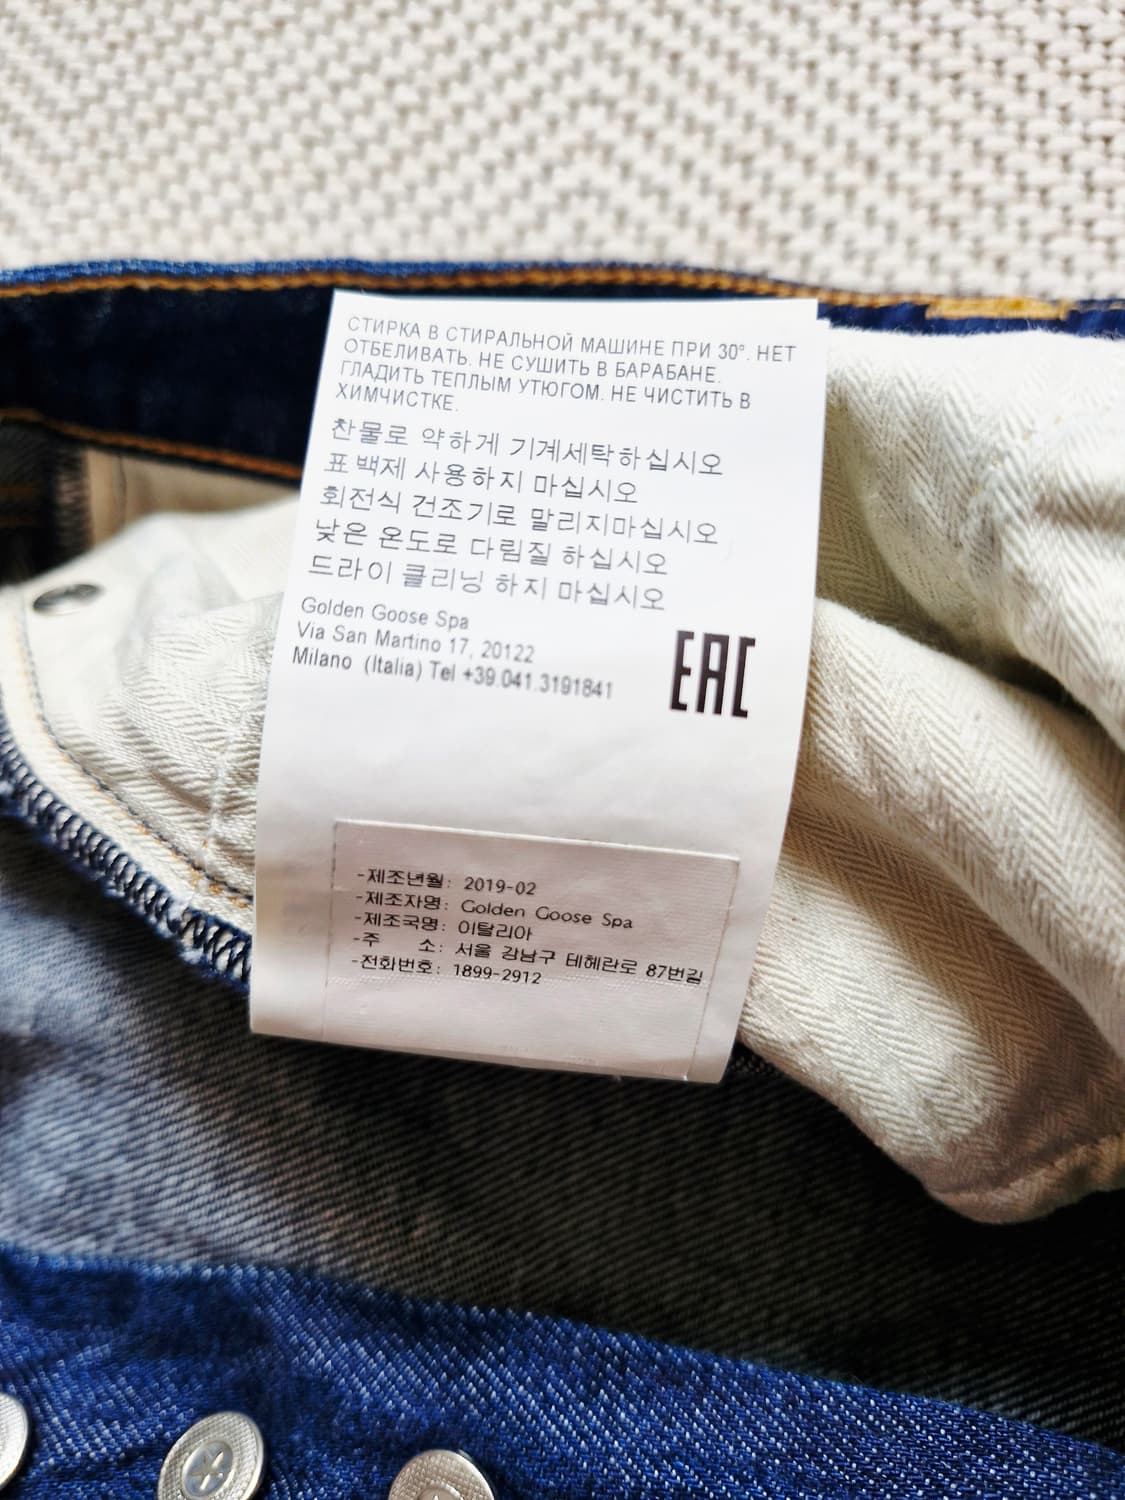 СТИРКА В СТИРАЛЬНОЙ МАШИНЕ ПРИ 30°. НЕТ
ОТБЕЛИВАТЬ. НЕ СУШИТЬ В БАРАБАНЕ.
ГЛАДИТЬ ТЕПЛЫМ УТЮГОМ. НЕ ЧИСТИТЬ В
ХИМЧИСТКЕ.
찬물로 약하게 기계세탁하십시오
표백제 사용하지 마십시오
회전식 건조기로 말리지마십시오
낮은 온도로 다림질 하십시오
드라이 클리닝 하지 마십시오
Golden Goose Spa
Via San Martino 17, 20122
Milano (Italia) Tel +39.041.3191841
EAC
-제조년월: 2019-02
-제조자명: Golden Goose Spa
-제조국명: 이탈리아
-주 소: 서울 강남구 테헤란로 87번길
-전화번호: 1899-2912